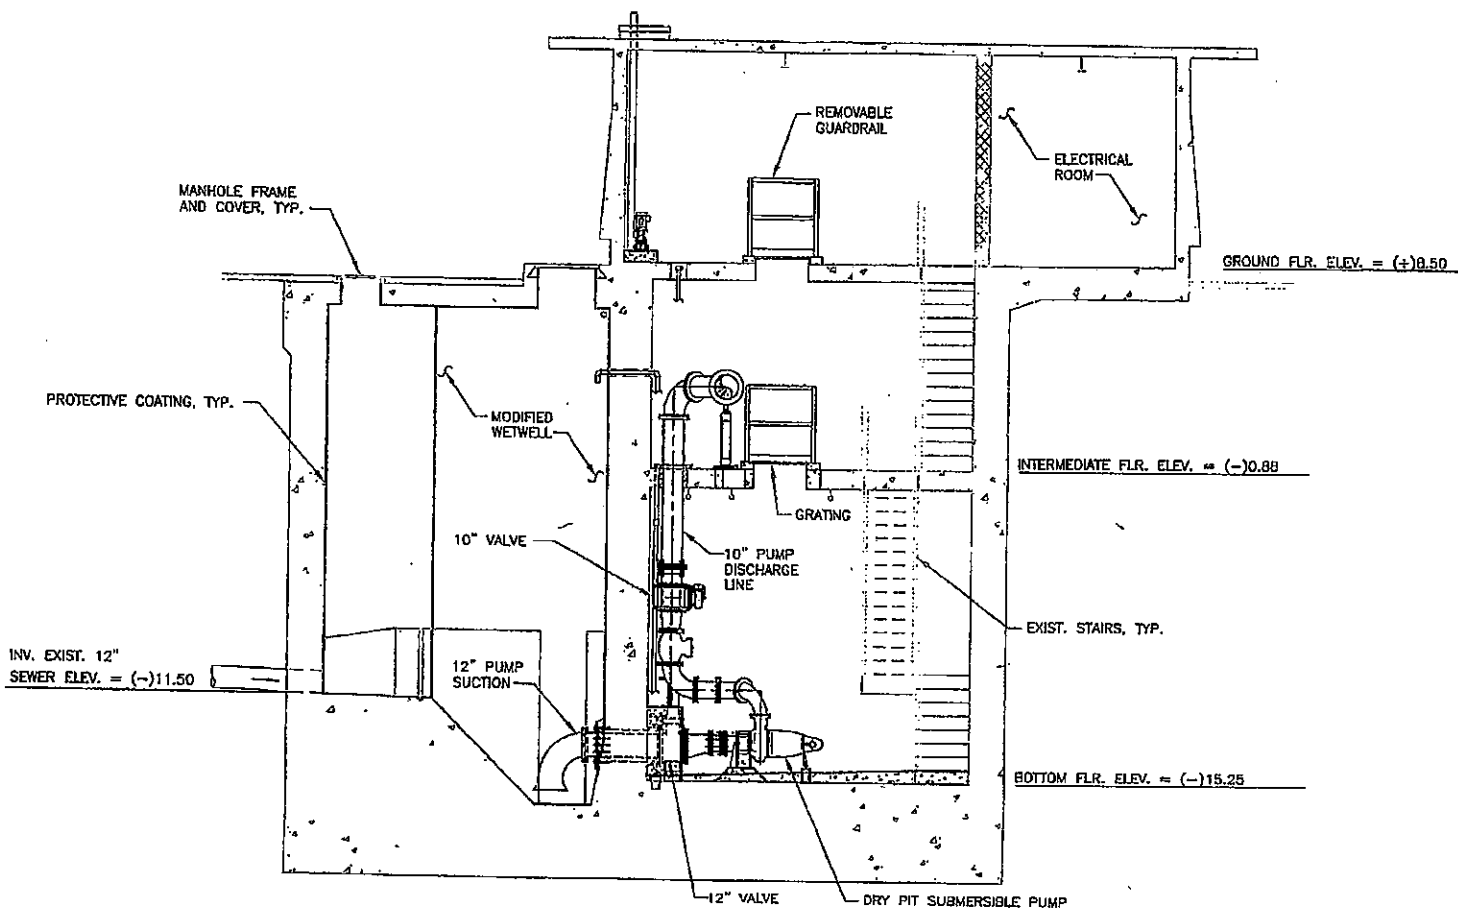 REMOVABLE
GUARDRAIL
ELECTRICAL
ROOM
MANHOLE FRAME
AND COVER, TYP.
GROUND FLR. ELEV. = (+)8.50
PROTECTIVE COATING, TYP.
MODIFIED
WETWELL
INTERMEDIATE FLR. ELEV. = (-)0.88
GRATING
10" VALVE
10" PUMP
DISCHARGE
LINE
EXIST. STAIRS, TYP.
INV. EXIST. 12"
SEWER ELEV. = (-)11.50
12" PUMP
SUCTION
BOTTOM FLR. ELEV. = (-)15.25
12" VALVE
DRY PIT SUBMERSIBLE PUMP